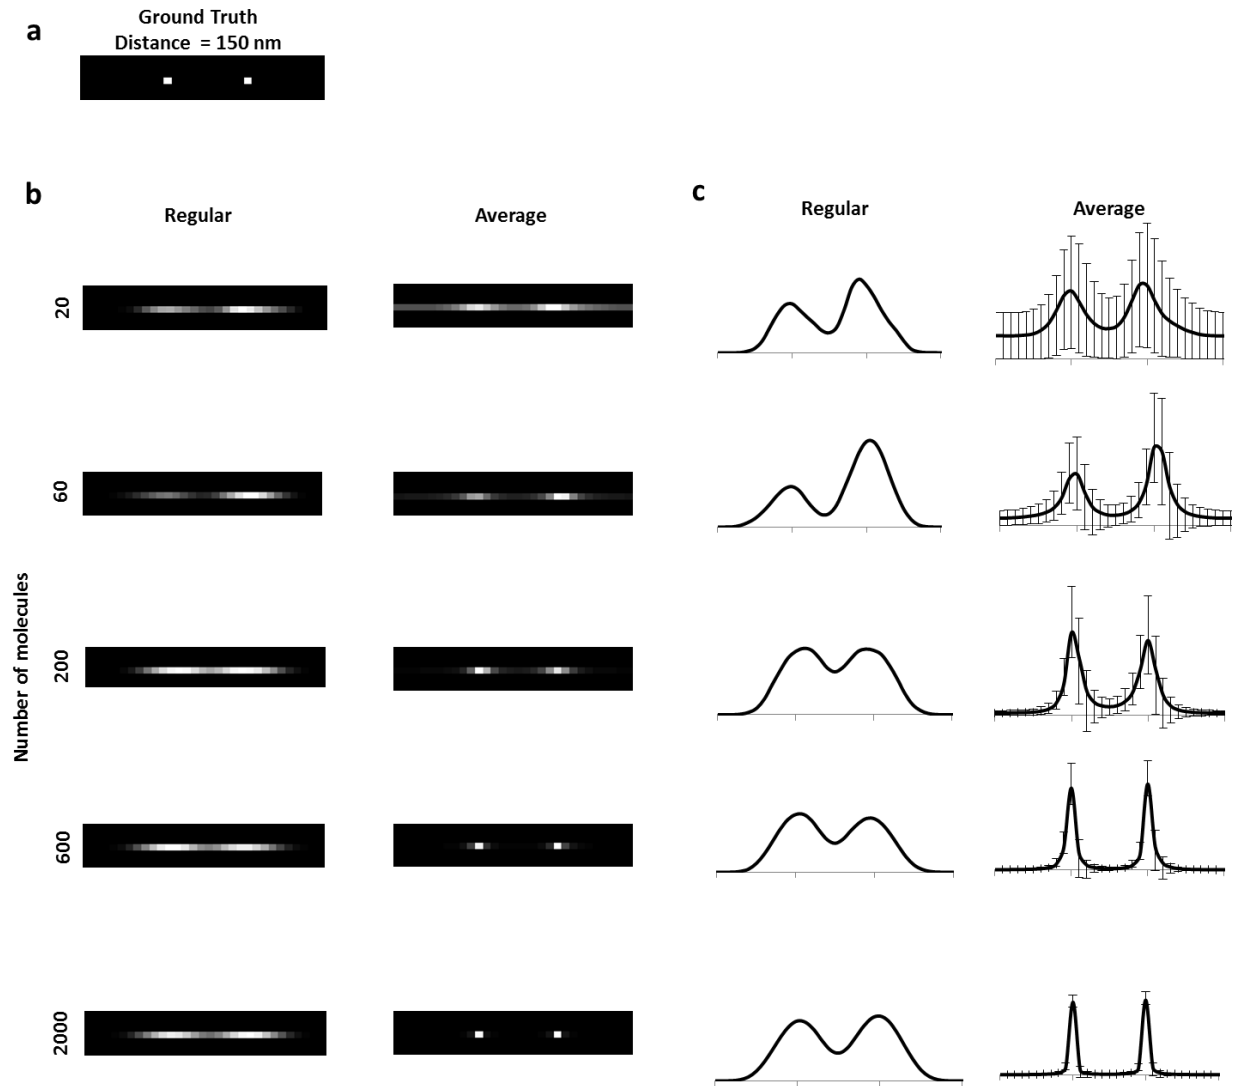 a
Ground Truth
Distance = 150 nm
b
Regular
Average
c
Regular
Average
Number of molecules
20
60
200
600
2000